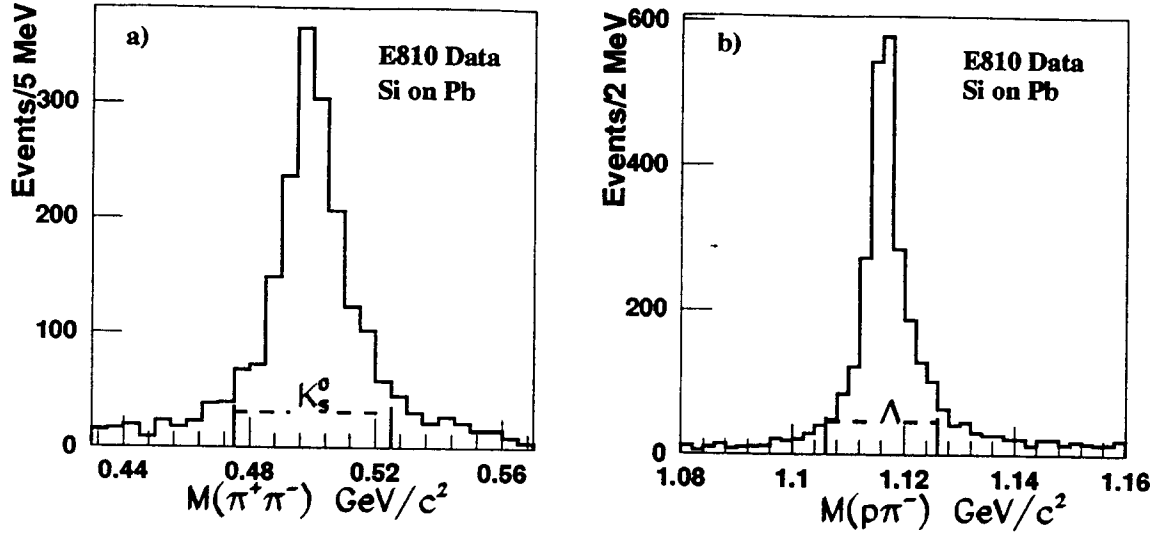 a)
E810 Data
Si on Pb
Events/5 MeV
300
200
100
0
K⁰ₛ
0.44 0.48 0.52 0.56
M(π⁺π⁻) GeV/c²
b)
E810 Data
Si on Pb
Events/2 MeV
600
400
200
0
Λ
1.08 1.1 1.12 1.14 1.16
M(pπ⁻) GeV/c²